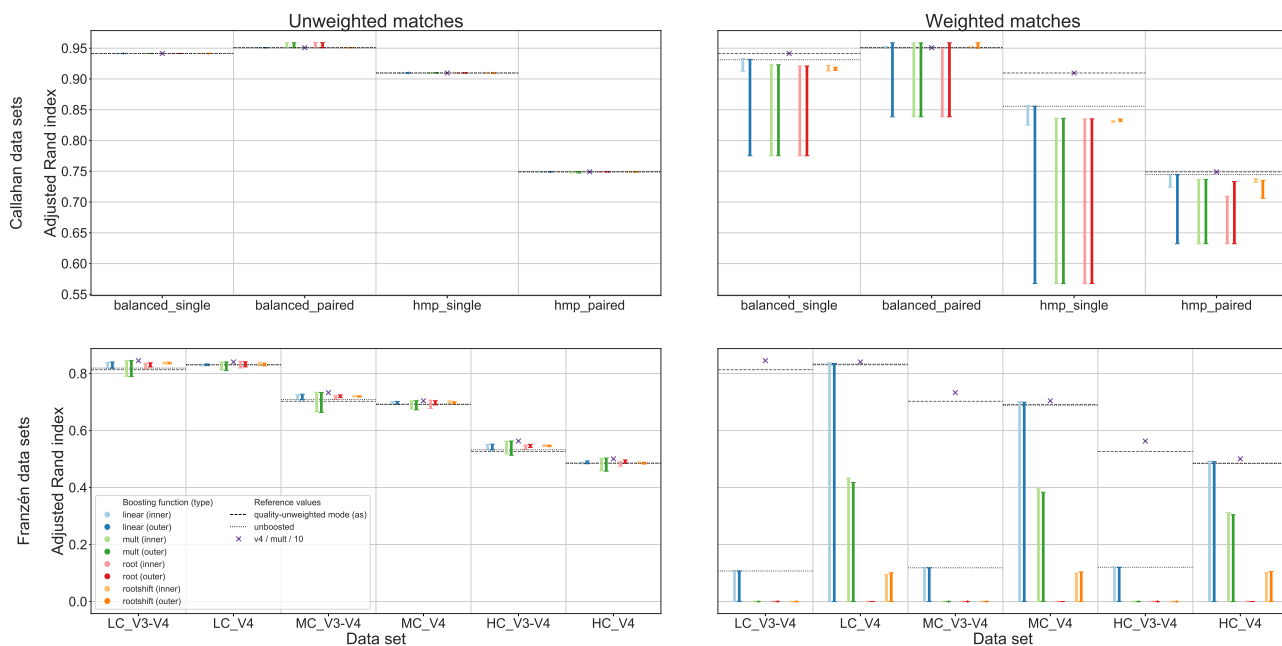 Unweighted matches
Weighted matches
Callahan data sets
Adjusted Rand index
0.95
0.90
0.85
0.80
0.75
0.70
0.65
0.60
0.55
balanced_single
balanced_paired
hmp_single
hmp_paired
balanced_single
balanced_paired
hmp_single
hmp_paired
Franzén data sets
Adjusted Rand index
0.8
0.6
0.4
0.2
0.0
Boosting function (type)
linear (inner)
linear (outer)
mult (inner)
mult (outer)
root (inner)
root (outer)
rootshift (inner)
rootshift (outer)
Reference values
quality-unweighted mode (as)
unboosted
v4 / mult / 10
LC_V3-V4
LC_V4
MC_V3-V4
MC_V4
HC_V3-V4
HC_V4
Data set
LC_V3-V4
LC_V4
MC_V3-V4
MC_V4
HC_V3-V4
HC_V4
Data set